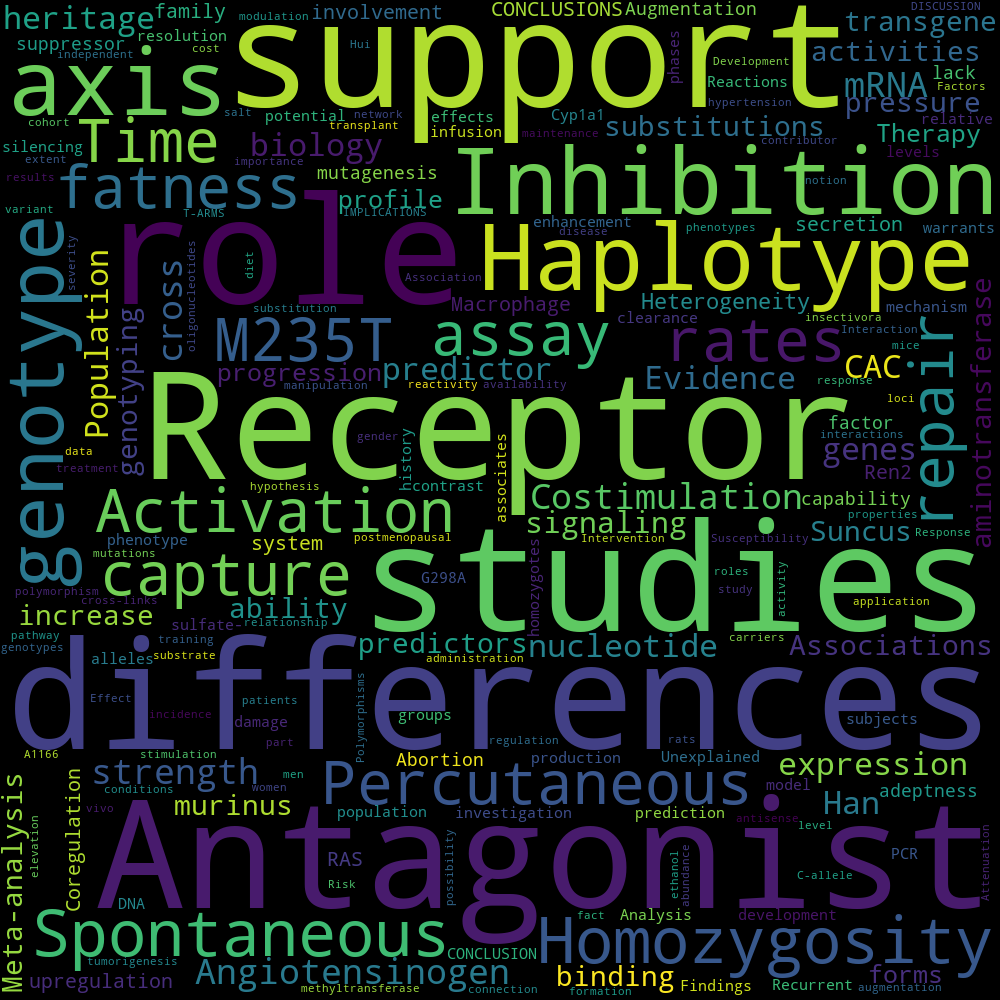 heritage
family
modulation
involvement
CONCLUSIONS
Augmentation
DISCUSSION
transgene
suppressor
resolution
independent
cost
Hui
support
phases
Development
activities
axis
Reactions
mRNA
lack
Factors
hypertension
pressure
relative
cohort
Time
salt
potential
network
transplant
effects
infusion
Cyp1a1
substitutions
maintenance
contributor
Therapy
silencing
extent
biology
importance
mutagenesis
Inhibition
notion
levels
results
fatness
profile
variant
T-ARMS
IMPLICATIONS
role
enhancement
disease
phenotypes
secretion
warrants
genotype
severity
Population
cross
oligonucleotides
diet
Association
Haplotype
mechanism
aminotransferase
substitution
Macrophage
Heterogeneity
clearance
insectivora
Interaction
mice
genotyping
M235T
assay
rates
repair
progression
predictor
Evidence
CAC
response
manipulation
reactivity
availability
loci
Receptor
gender
history
factor
interactions
genes
data
treatment
Ren2
hypothesis
contrast
associates
Costimulation
capability
properties
Activation
signaling
Suncus
Response
phenotype
system
postmenopausal
homozygotes
Intervention
Susceptibility
mutations
capture
G298A
studies
roles
study
activity
polymorphism
cross-links
application
increase
ability
sulfate
relationship
pathway
training
genotypes
predictors
nucleotide
carriers
Associations
alleles
substrate
administration
differences
Effect
incidence
patients
Polymorphisms
groups
subjects
damage
part
regulation
rats
A1166
stimulation
Abortion
production
Unexplained
expression
strength
conditions
men
women
Percutaneous
model
adeptness
Meta-analysis
elevation
Coregulation
vivo
murinus
population
investigation
prediction
antisense
Han
level
Antagonist
RAS
Risk
possibility
ethanol
abundance
PCR
C-allele
Attenuation
DNA
fact
Analysis
development
Spontaneous
CONCLUSION
Homozygosity
tumorigenesis
upregulation
Angiotensinogen
methyltransferase
connection
binding
formation
Findings
Recurrent
forms
augmentation